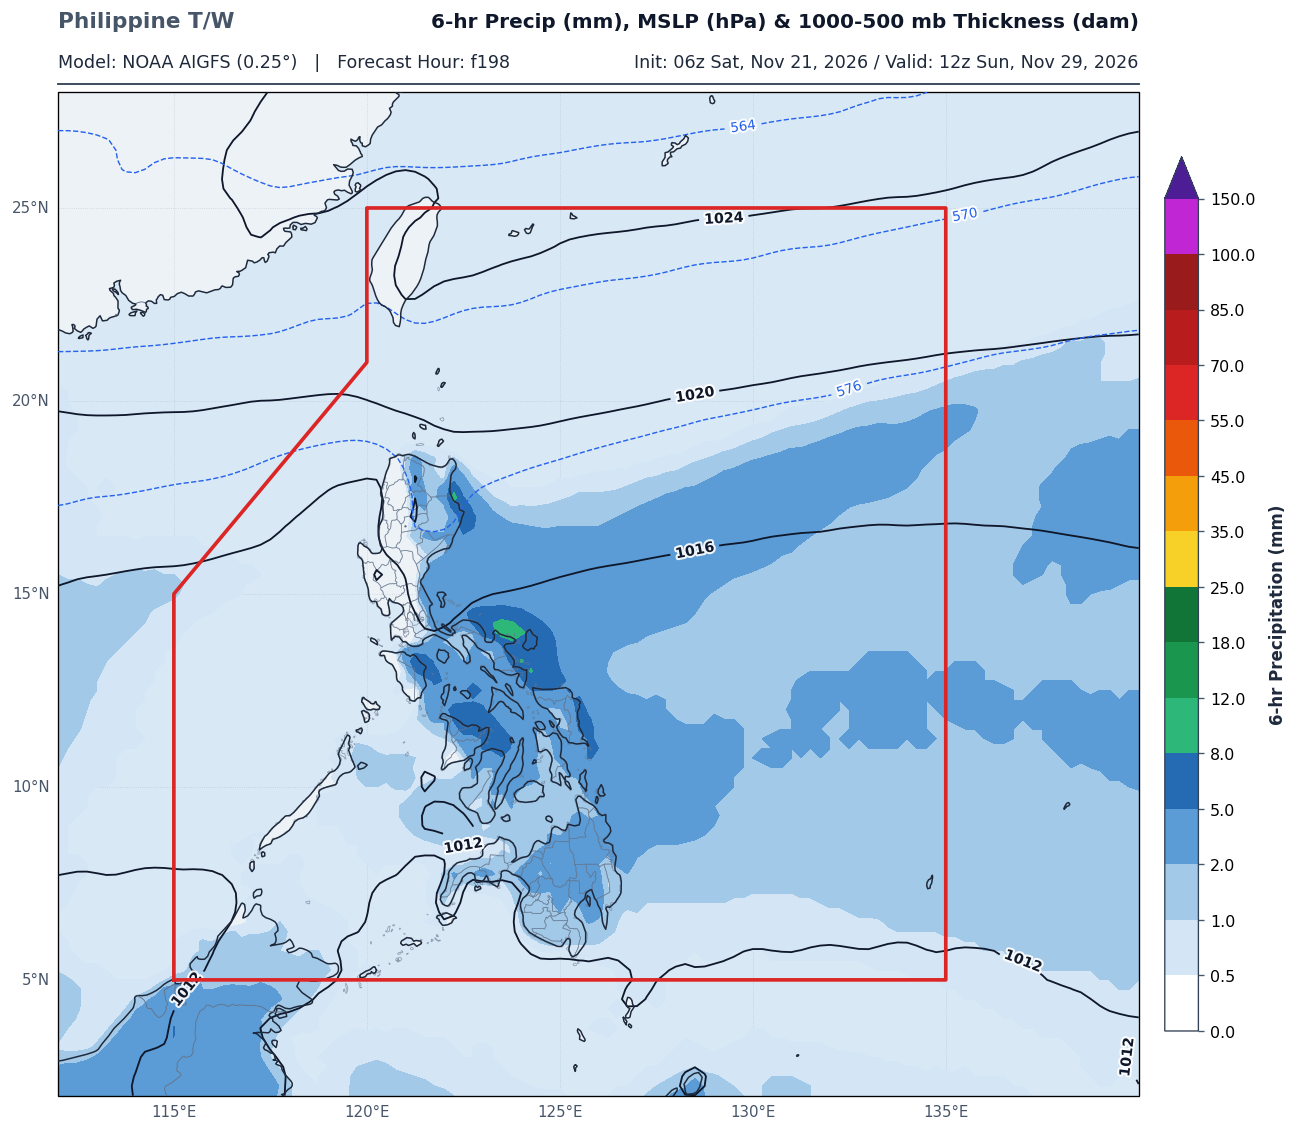 Philippine T/W
6-hr Precip (mm), MSLP (hPa) & 1000-500 mb Thickness (dam)
Model: NOAA AIGFS (0.25°) | Forecast Hour: f198
Init: 06z Sat, Nov 21, 2026 / Valid: 12z Sun, Nov 29, 2026
564
570
576
1024
1020
1016
1012
1012
1012
1012
25°N
20°N
15°N
10°N
5°N
115°E
120°E
125°E
130°E
135°E
150.0
100.0
85.0
70.0
55.0
45.0
35.0
25.0
18.0
12.0
8.0
5.0
2.0
1.0
0.5
0.0
6-hr Precipitation (mm)